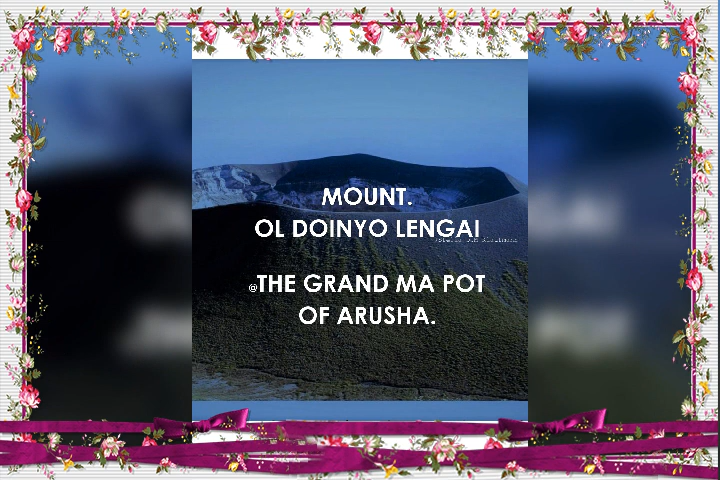 MOUNT.
OL DOINYO LENGAI
@THE GRAND MA POT
OF ARUSHA.